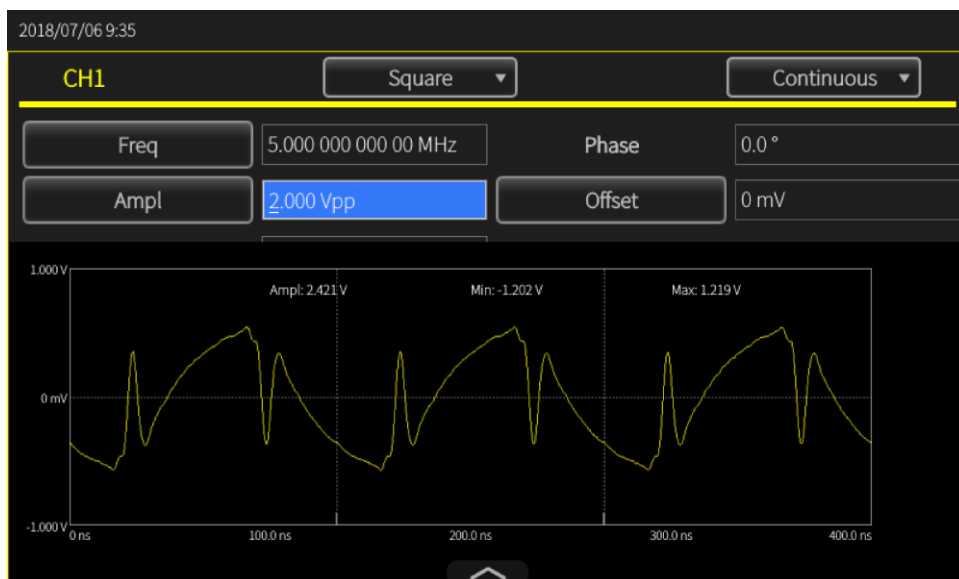 2018/07/06 9:35
CH1 Square Continuous
Freq 5.000 000 000 00 MHz Phase 0.0 °
Ampl 2.000 Vpp Offset 0 mV
1.000 V
Ampl: 2.421 V Min: -1.202 V Max: 1.219 V
0 mV
-1.000 V
0 ns 100.0 ns 200.0 ns 300.0 ns 400.0 ns